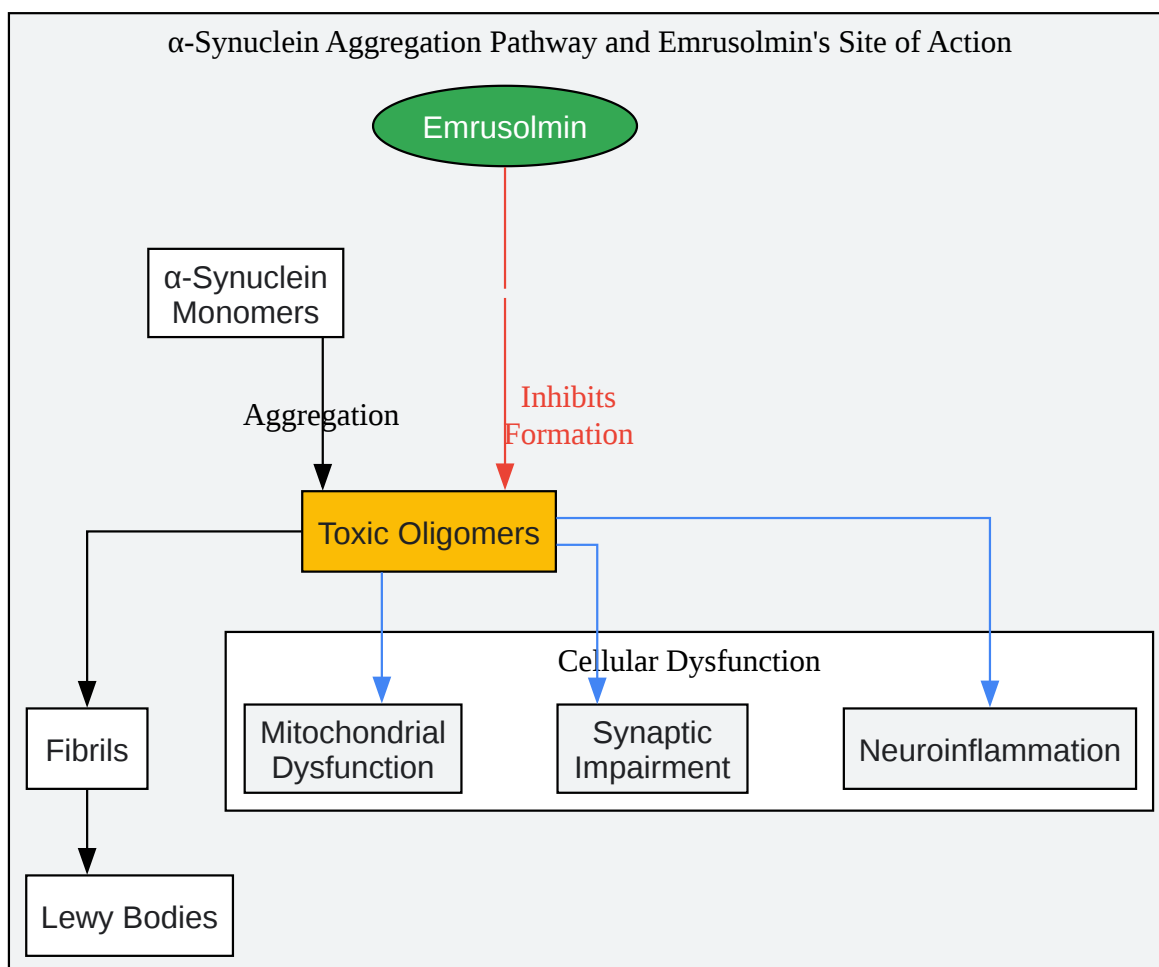 α-Synuclein Aggregation Pathway and Emrusolmin's Site of Action
Emrusolmin
α-Synuclein
Monomers
Aggregation
Inhibits
Formation
Toxic Oligomers
Cellular Dysfunction
Mitochondrial
Dysfunction
Synaptic
Impairment
Neuroinflammation
Fibrils
Lewy Bodies